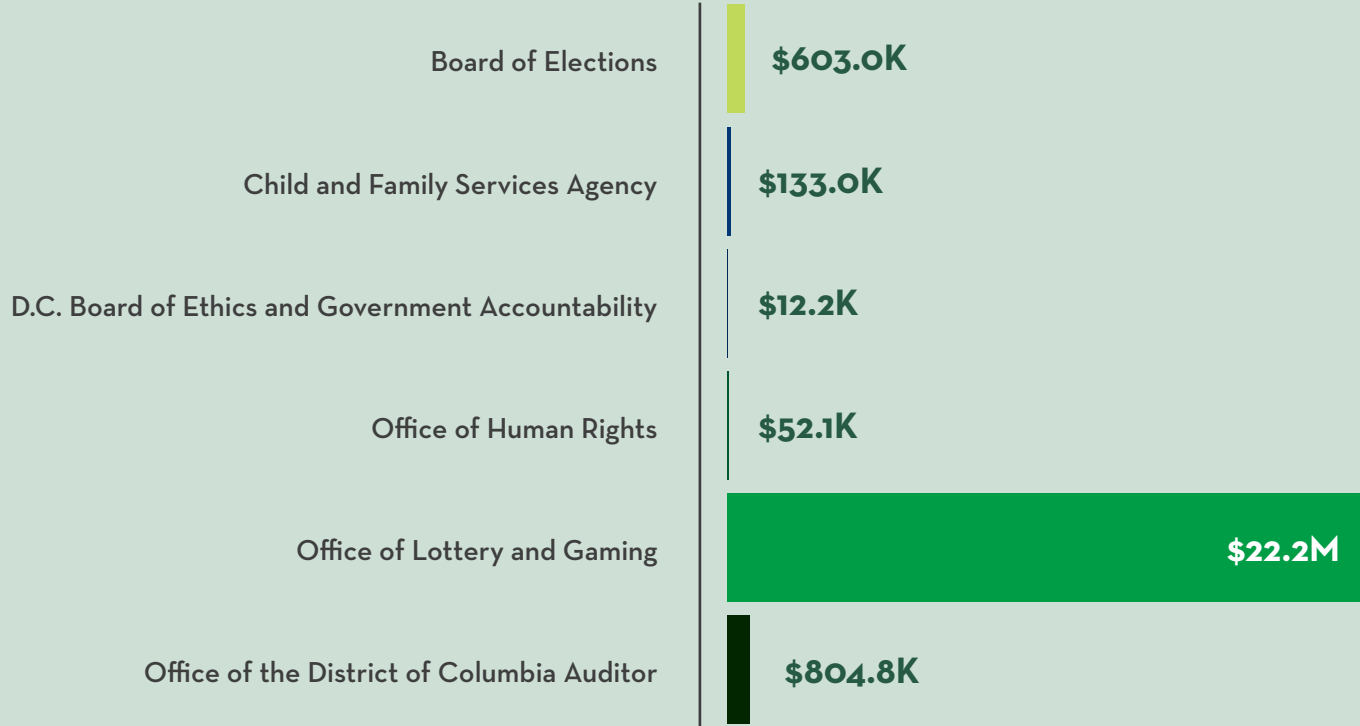 Board of Elections $603.0K
Child and Family Services Agency $133.0K
D.C. Board of Ethics and Government Accountability $12.2K
Office of Human Rights $52.1K
Office of Lottery and Gaming $22.2M
Office of the District of Columbia Auditor $804.8K